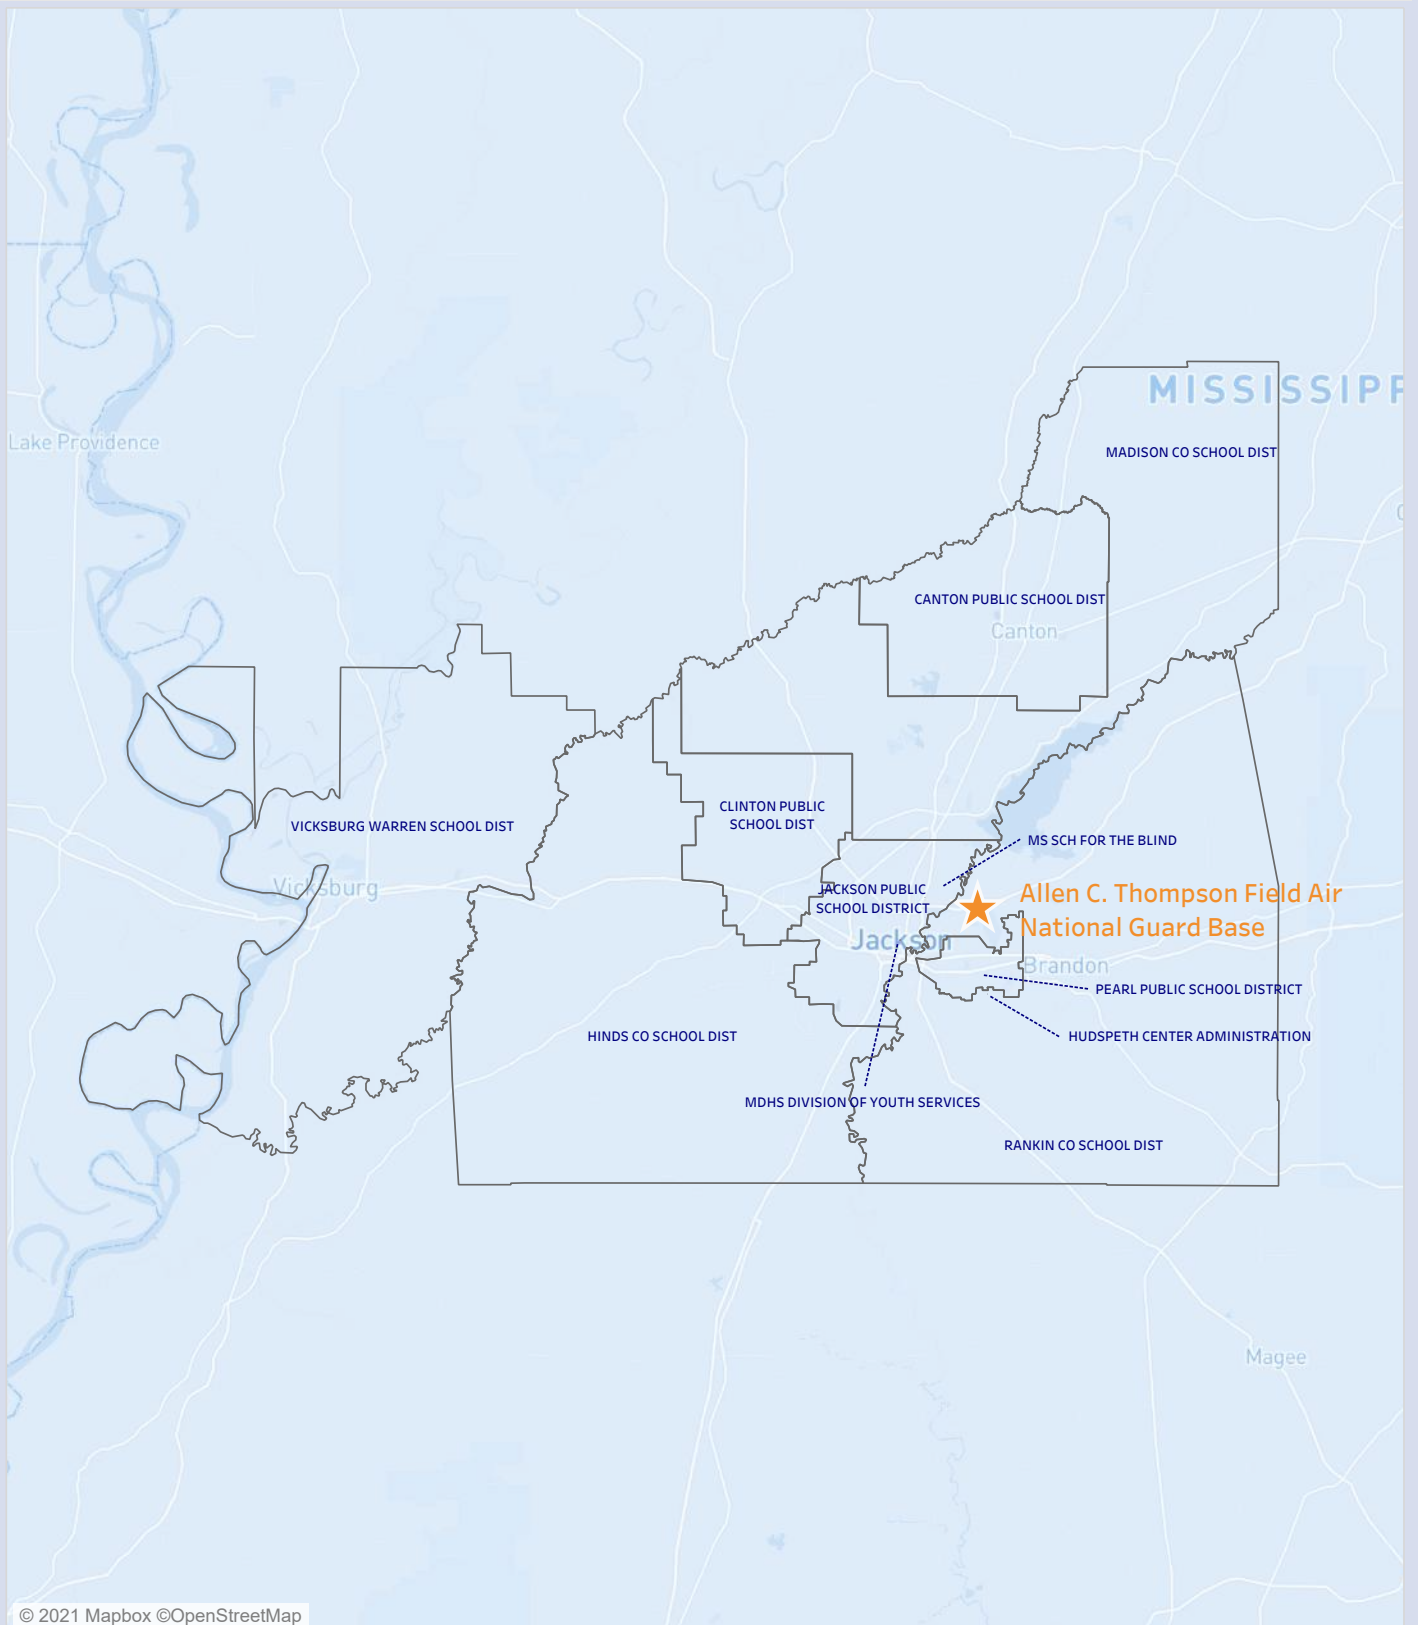 MISSISSIPP
Lake Providence
MADISON CO SCHOOL DIST
CANTON PUBLIC SCHOOL DIST
Canton
CLINTON PUBLIC
SCHOOL DIST
VICKSBURG WARREN SCHOOL DIST
MS SCH FOR THE BLIND
Vicksburg
JACKSON PUBLIC
SCHOOL DISTRICT
Allen C. Thompson Field Air
National Guard Base
Jackson
Brandon
PEARL PUBLIC SCHOOL DISTRICT
HINDS CO SCHOOL DIST
HUDSPETH CENTER ADMINISTRATION
MDHS DIVISION OF YOUTH SERVICES
RANKIN CO SCHOOL DIST
Magee
© 2021 Mapbox ©OpenStreetMap